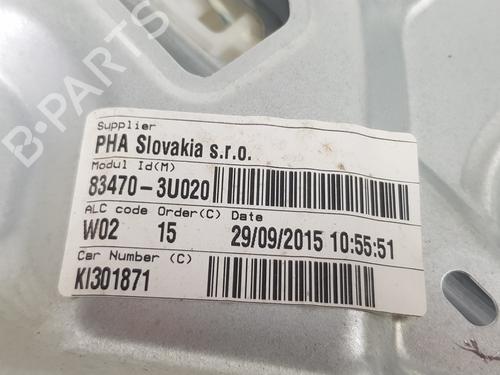 B-PARTS
Supplier
PHA Slovakia s.r.o.
Modul Id(M)
83470-3U020
ALC code Order(C) Date
W02 15 29/09/2015 10:55:51
Car Number (C)
KI301871